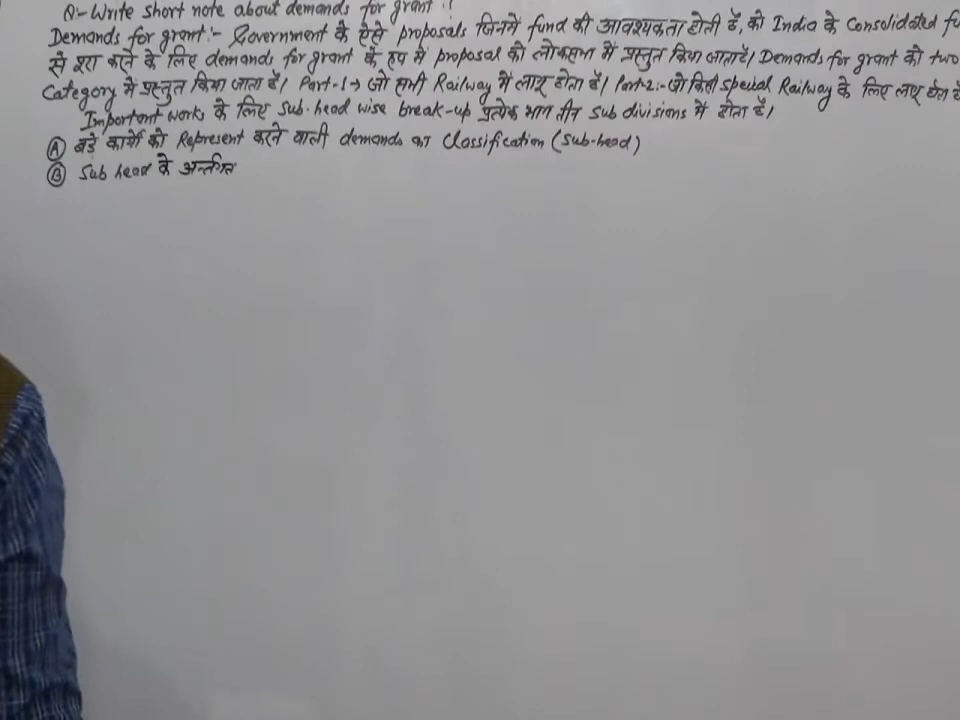 Q:- Write short note about demands for grant.!
Demands for grant:- Government के ऐसे proposals जिनमें fund की आवश्यकता होती है, को India के Consolidated fu
से पूरा करने के लिए demands for grant के रूप में proposal को लोकसभा में प्रस्तुत किया जाता है। Demands for grant को two
Category में प्रस्तुत किया जाता है। Part-1→ जो सभी Railway में लागू होता है। Part-2:- जो किसी special Railway के लिए लागू होता है
Important works के लिए sub-head wise break-up प्रत्येक भाग तीन sub divisions में होता है।
(A) बड़े कार्यो को Represent करने वाली demands का Classification (sub-head)
(B) Sub head के अर्न्तगत